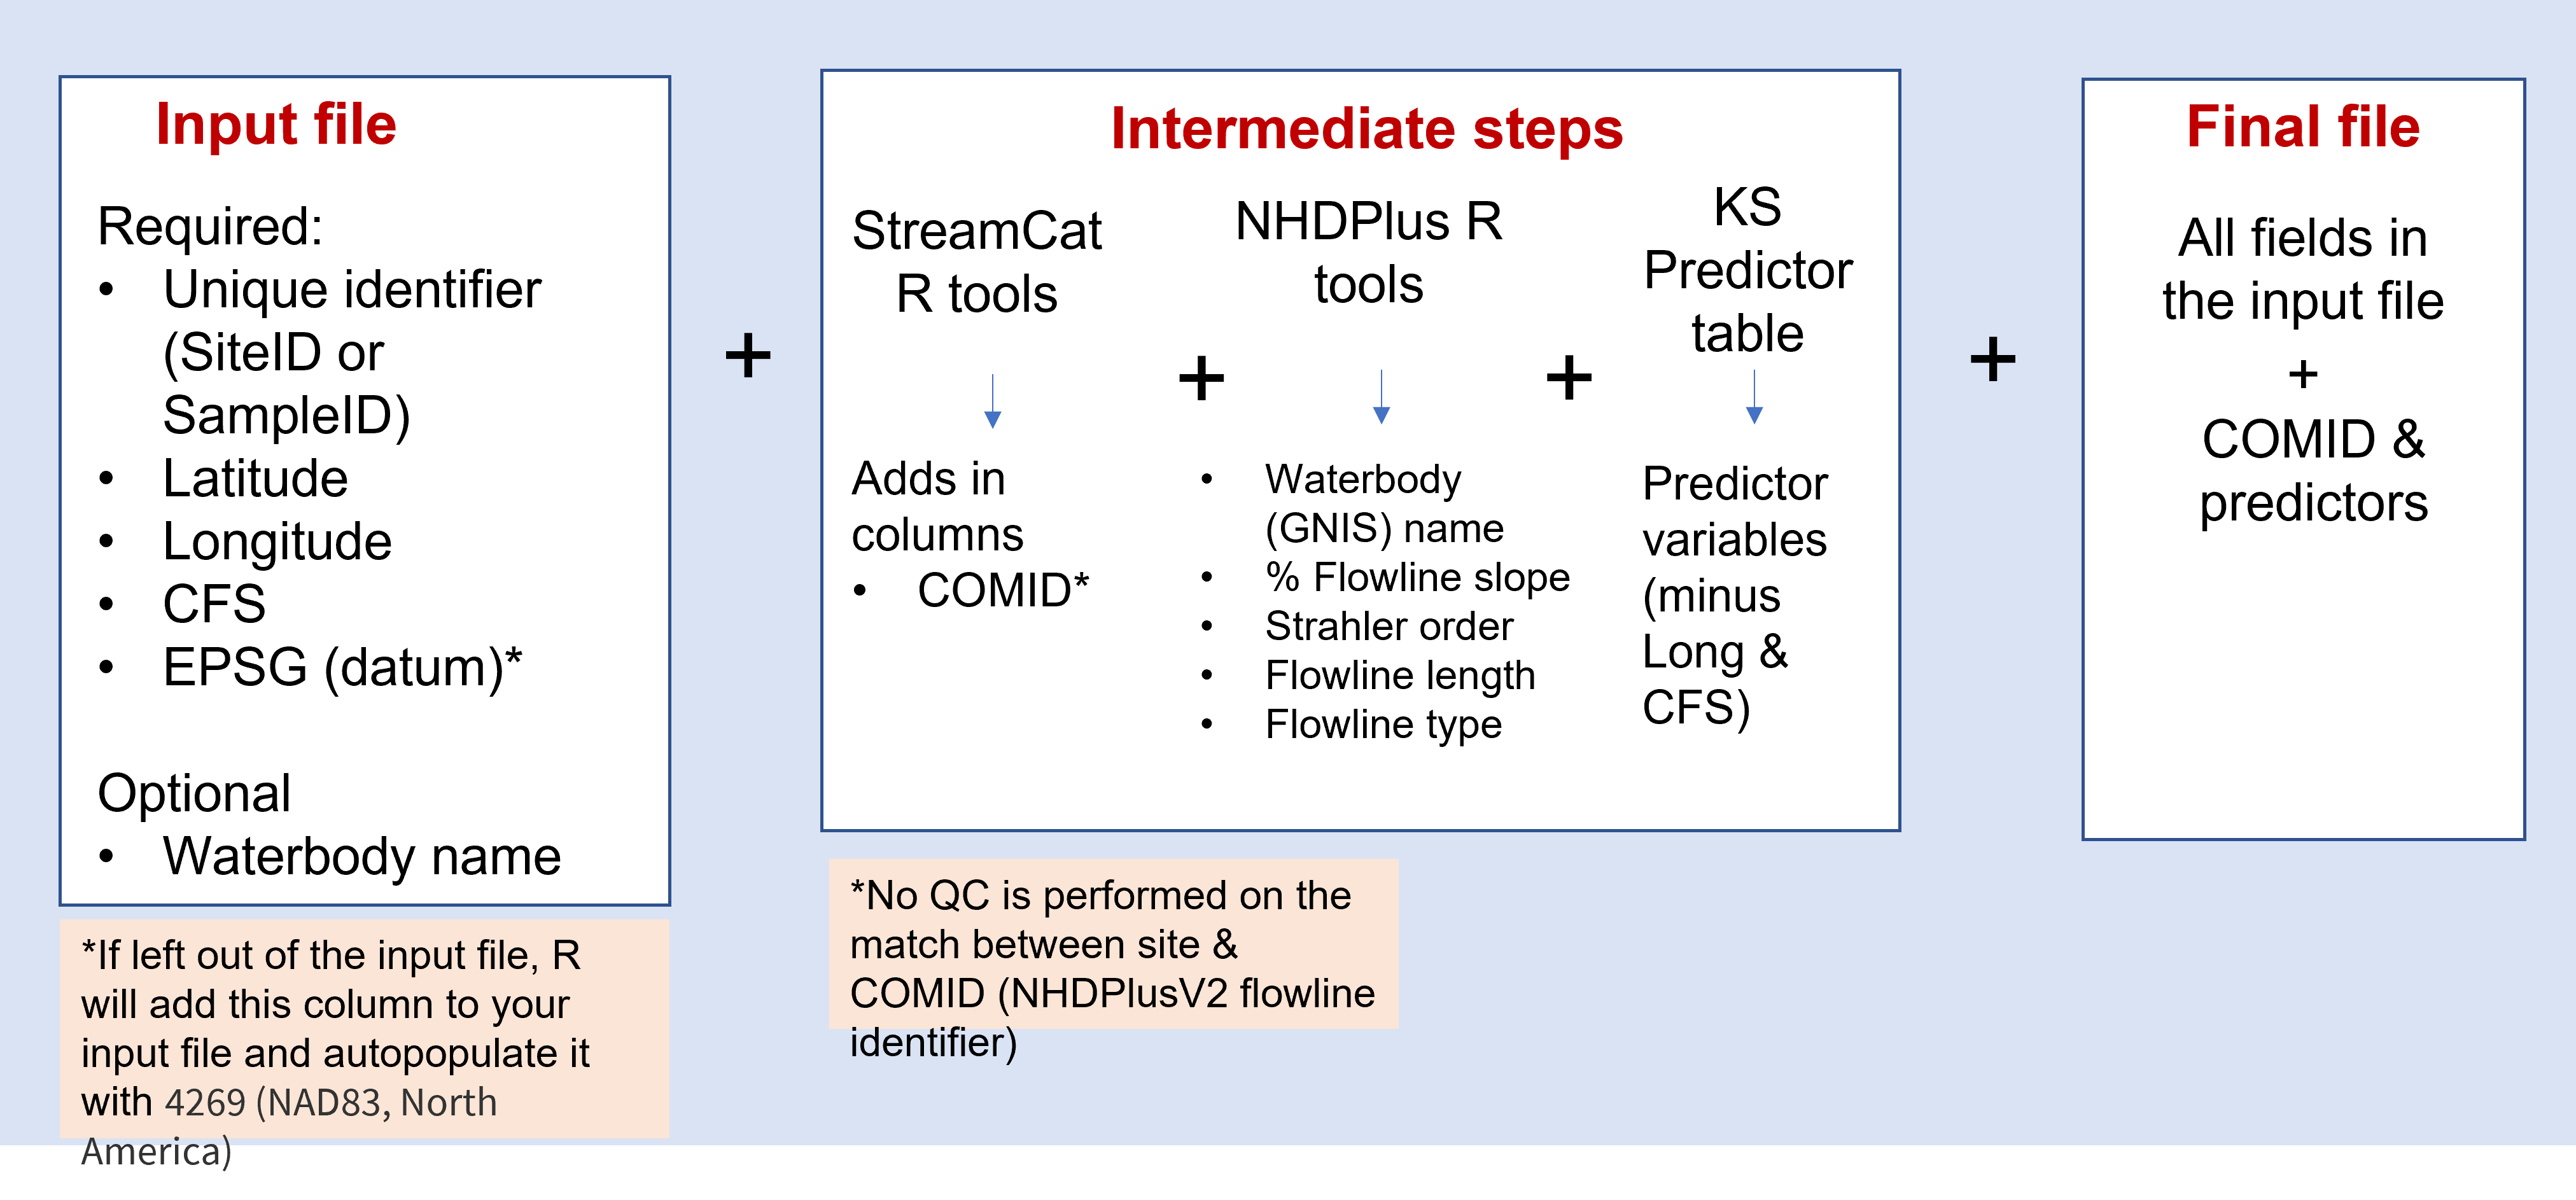 Input file
Required:
• Unique identifier
(SiteID or
SampleID)
• Latitude
• Longitude
• CFS
• EPSG (datum)*
Optional
• Waterbody name
*If left out of the input file, R
will add this column to your
input file and autopopulate it
with 4269 (NAD83, North
America)
+
Intermediate steps
StreamCat
R tools
Adds in
columns
• COMID*
+
NHDPlus R
tools
• Waterbody
(GNIS) name
• % Flowline slope
• Strahler order
• Flowline length
• Flowline type
+
KS
Predictor
table
Predictor
variables
(minus
Long &
CFS)
*No QC is performed on the
match between site &
COMID (NHDPlusV2 flowline
identifier)
+
Final file
All fields in
the input file
+
COMID &
predictors